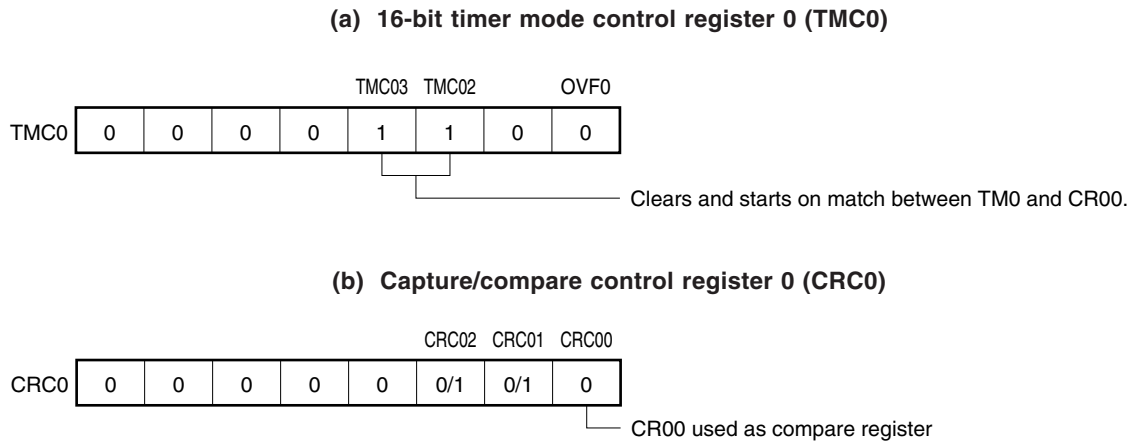 (a) 16-bit timer mode control register 0 (TMC0)
TMC03 TMC02 OVF0
TMC0 0 0 0 0 1 1 0 0
Clears and starts on match between TM0 and CR00.
(b) Capture/compare control register 0 (CRC0)
CRC02 CRC01 CRC00
CRC0 0 0 0 0 0 0/1 0/1 0
CR00 used as compare register